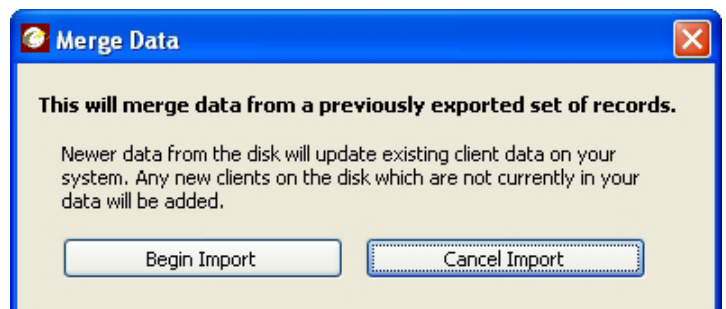 Merge Data
This will merge data from a previously exported set of records.
Newer data from the disk will update existing client data on your
system. Any new clients on the disk which are not currently in your
data will be added.
Begin Import
Cancel Import